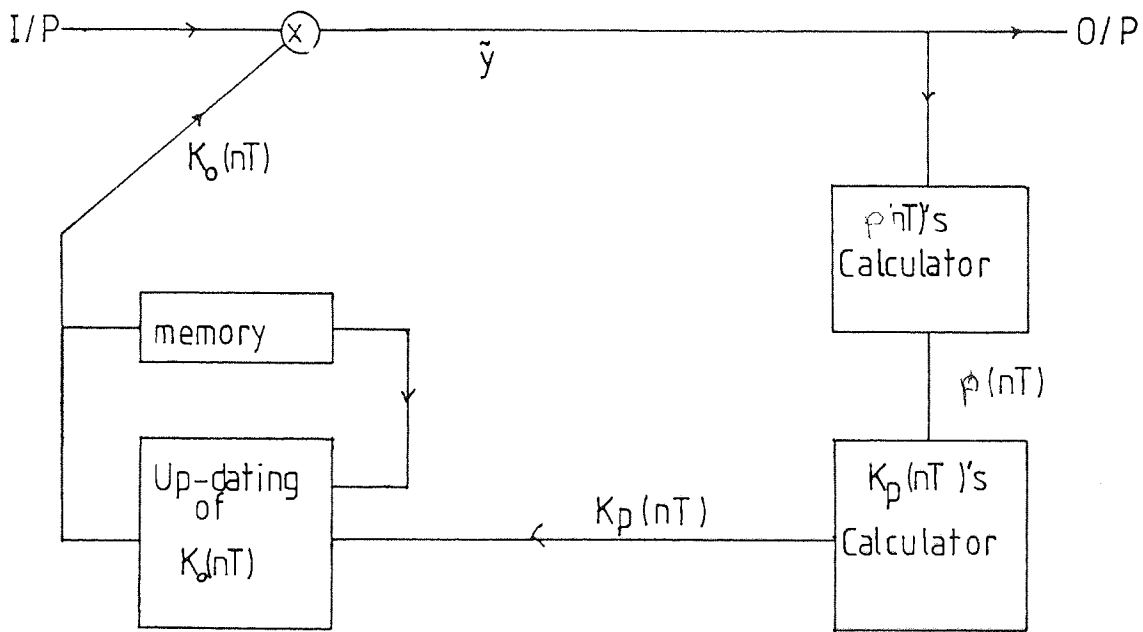 I/P
X
O/P
ỹ
K₀(nT)
ρ(nT)'s
Calculator
memory
ρ(nT)
Up-dating
of
K₀(nT)
Kp(nT)
Kp(nT)'s
Calculator